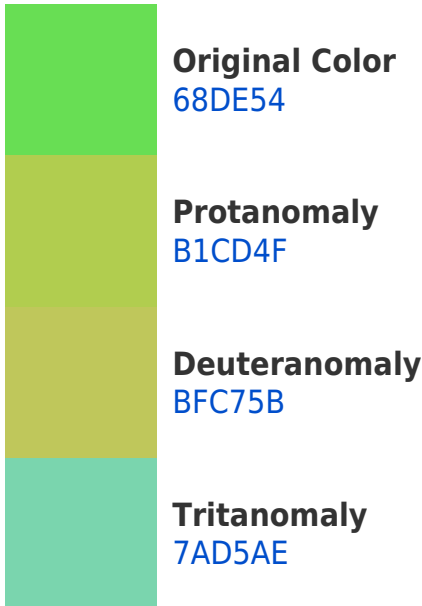 Original Color
68DE54
Protanomaly
B1CD4F
Deuteranomaly
BFC75B
Tritanomaly
7AD5AE